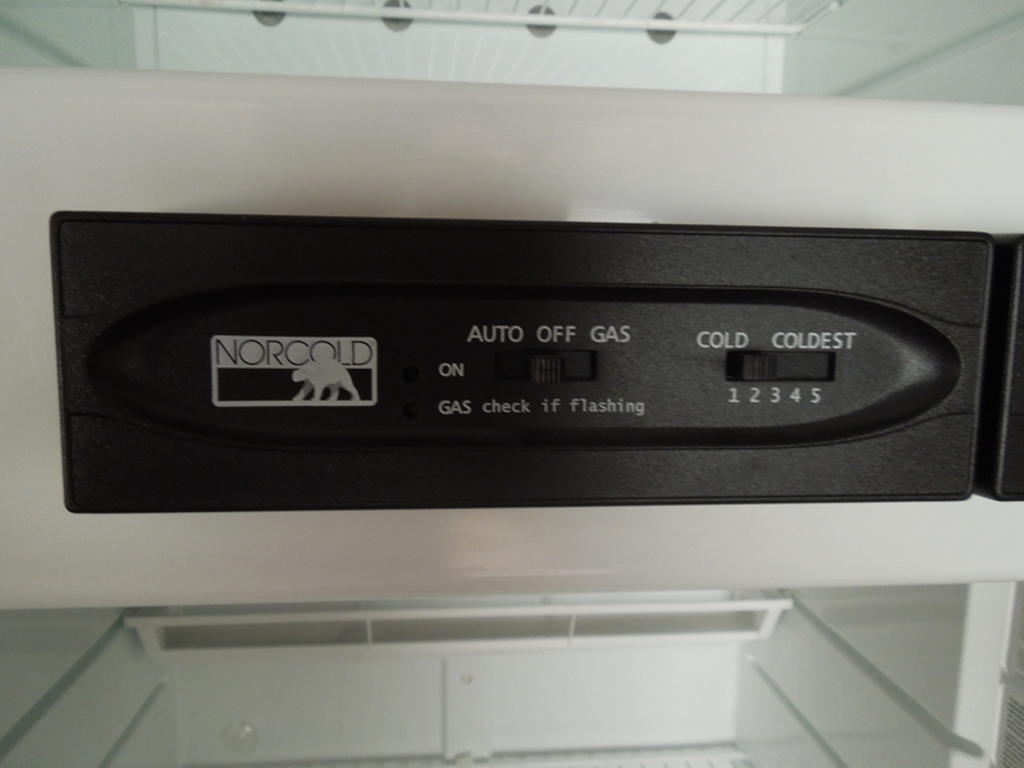 NORCOLD
AUTO OFF GAS
ON
GAS check if flashing
COLD COLDEST
1 2 3 4 5